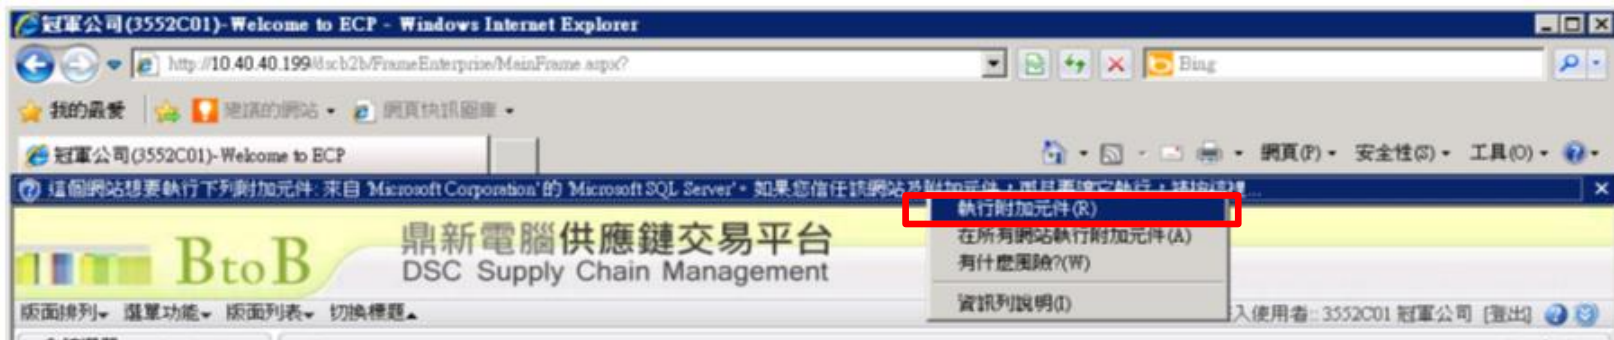 冠軍公司(3552C01)-Welcome to ECP - Windows Internet Explorer
http://10.40.40.199/dscb2b/FrameEnterprise/MainFrame.aspx?
Bing
我的最愛 建議的網站 網頁快訊圖庫
冠軍公司(3552C01)-Welcome to ECP
網頁(P) 安全性(S) 工具(O)
這個網站想要執行下列附加元件: 來自 'Microsoft Corporation' 的 'Microsoft SQL Server'。如果您信任該網站及附加元件，而且要讓它執行，請按這裡...
執行附加元件(R)
在所有網站執行附加元件(A)
有什麼風險?(W)
資訊列說明(I)
BtoB
鼎新電腦供應鏈交易平台
DSC Supply Chain Management
版面排列 選單功能 版面列表 切換標題
入使用者:: 3552C01 冠軍公司 [登出]